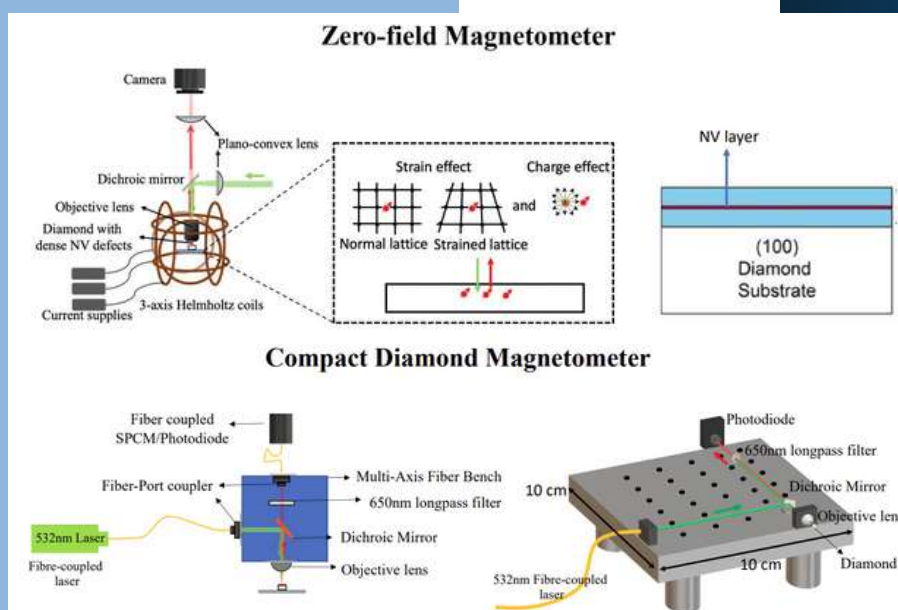 Zero-field Magnetometer
Camera
Plano-convex lens
Dichroic mirror
Objective lens
Diamond with
dense NV defects
3-axis Helmholtz coils
Current supplies
Strain effect
Charge effect
and
Normal lattice
Strained lattice
NV layer
(100)
Diamond
Substrate
Compact Diamond Magnetometer
Fiber coupled
SPCM/Photodiode
Multi-Axis Fiber Bench
Fiber-Port coupler
650nm longpass filter
532nm Laser
Dichroic Mirror
Fibre-coupled
laser
Objective lens
Photodiode
650nm longpass filter
Dichroic Mirror
10 cm
Objective lens
10 cm
Diamond
532nm Fibre-coupled
laser